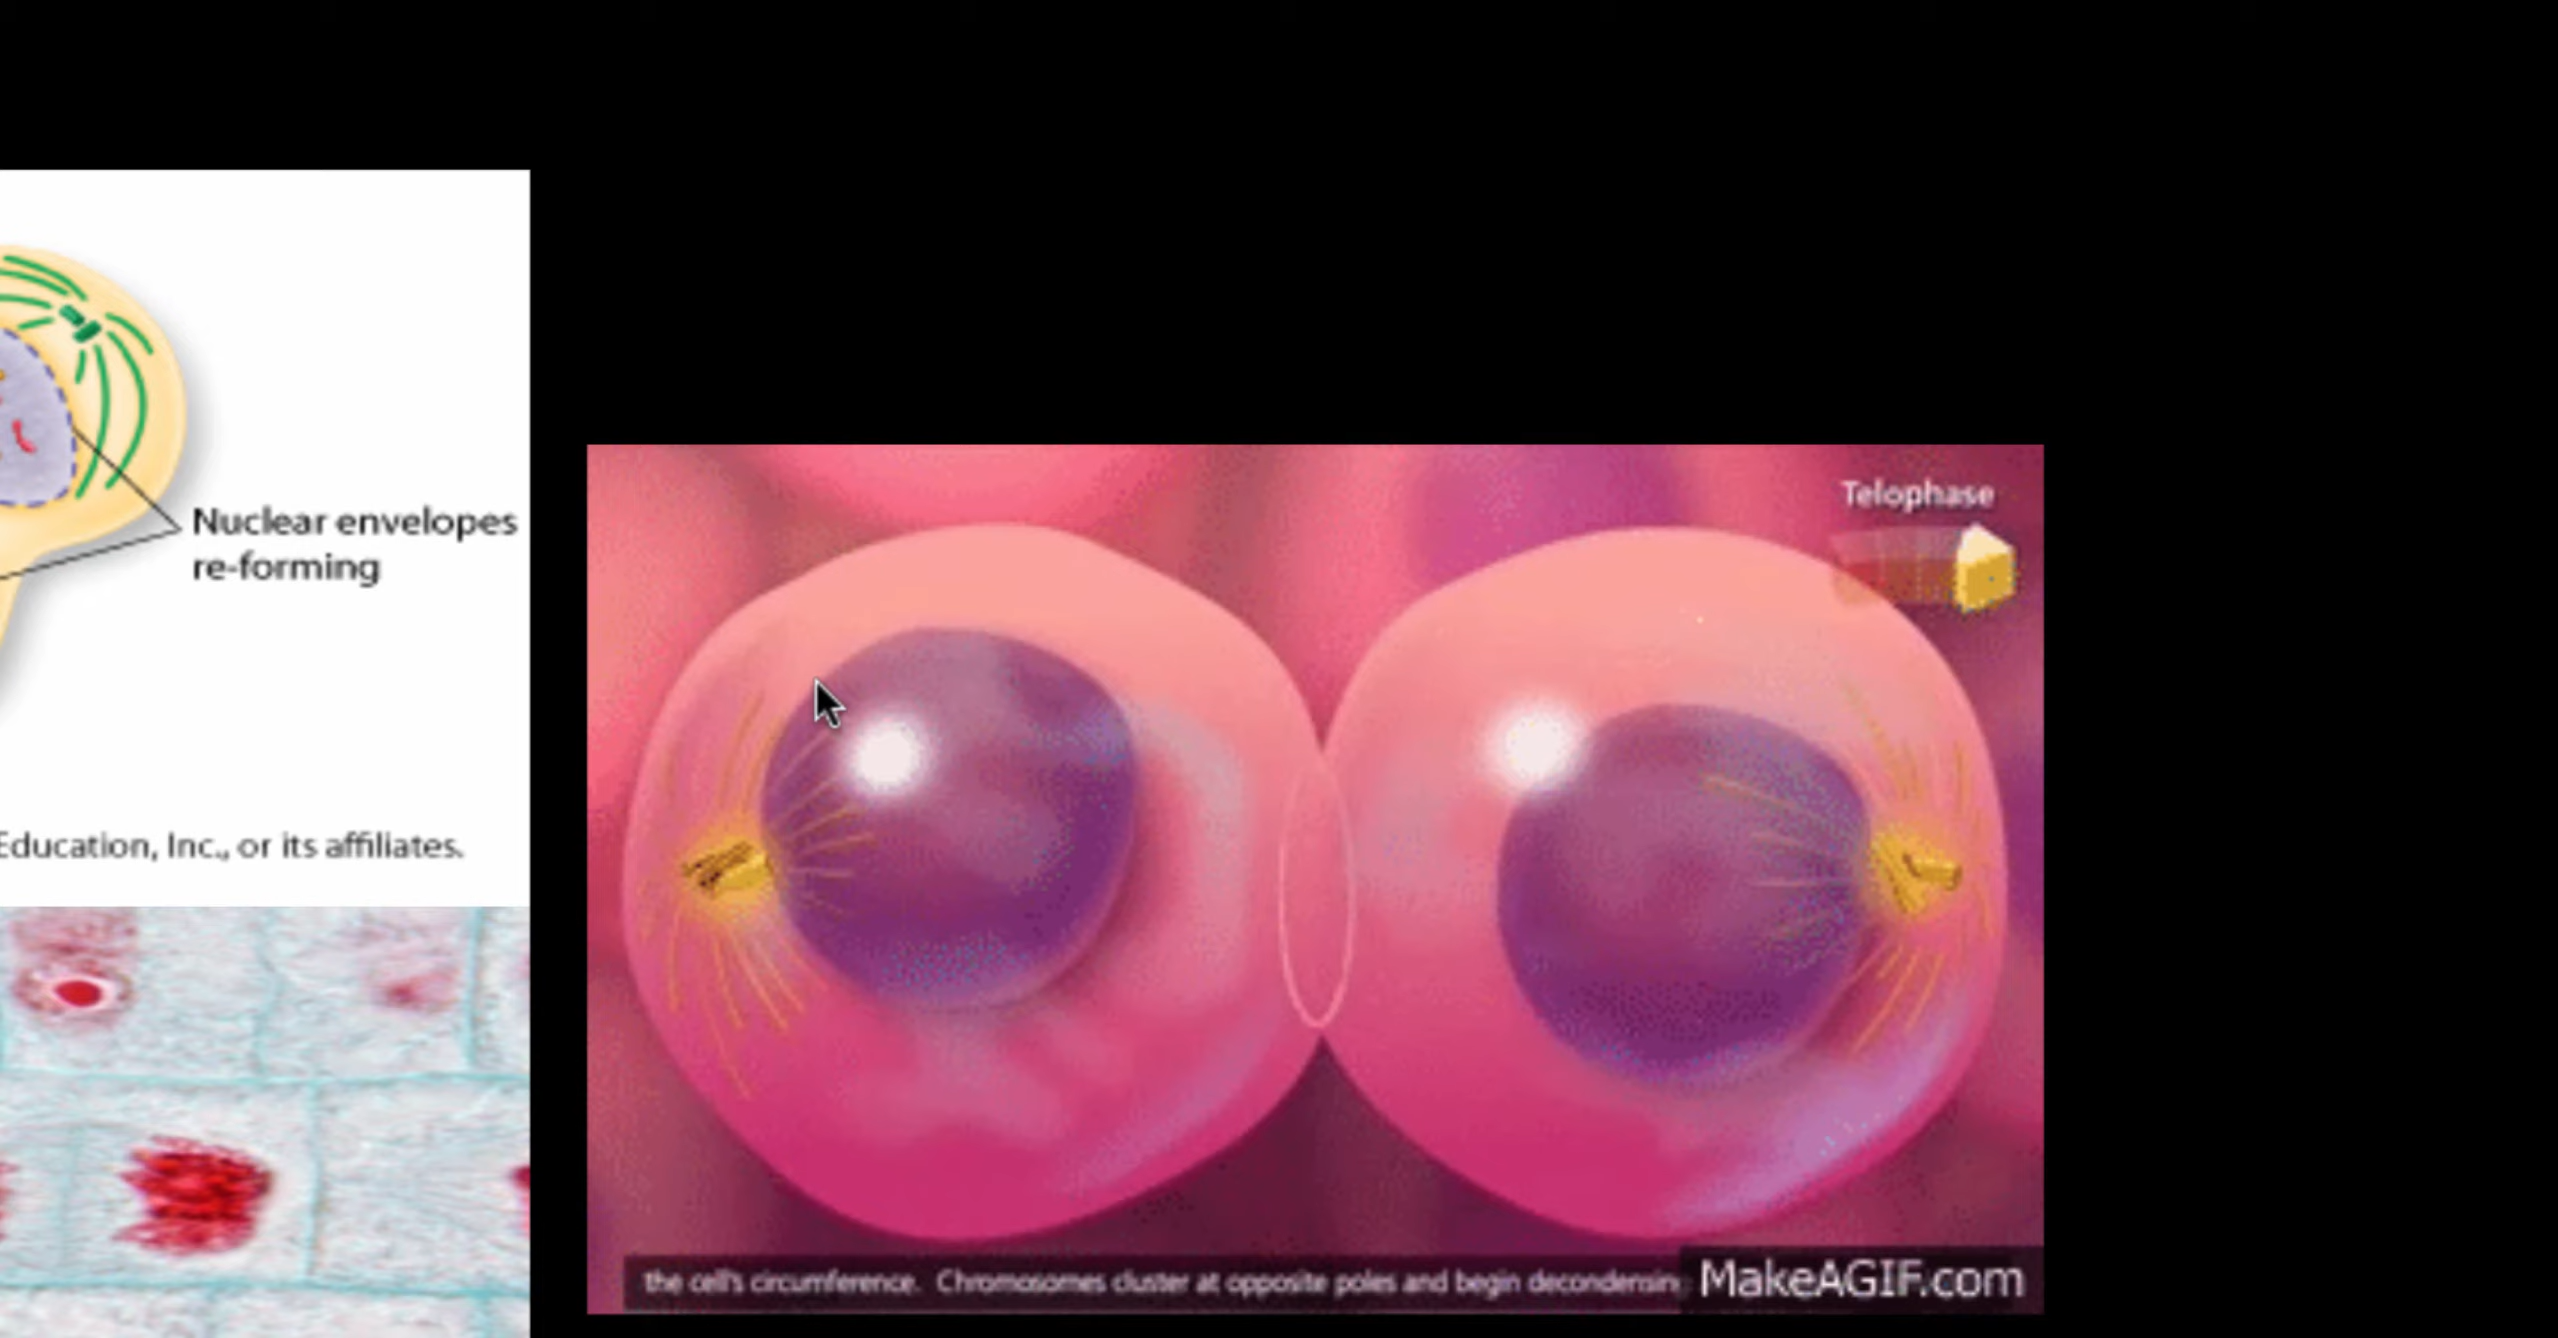 Nuclear envelopes
re-forming
Education, Inc., or its affiliates.
Telophase
the cell's circumference. Chromosomes cluster at opposite poles and begin decondensing
MakeAGIF.com